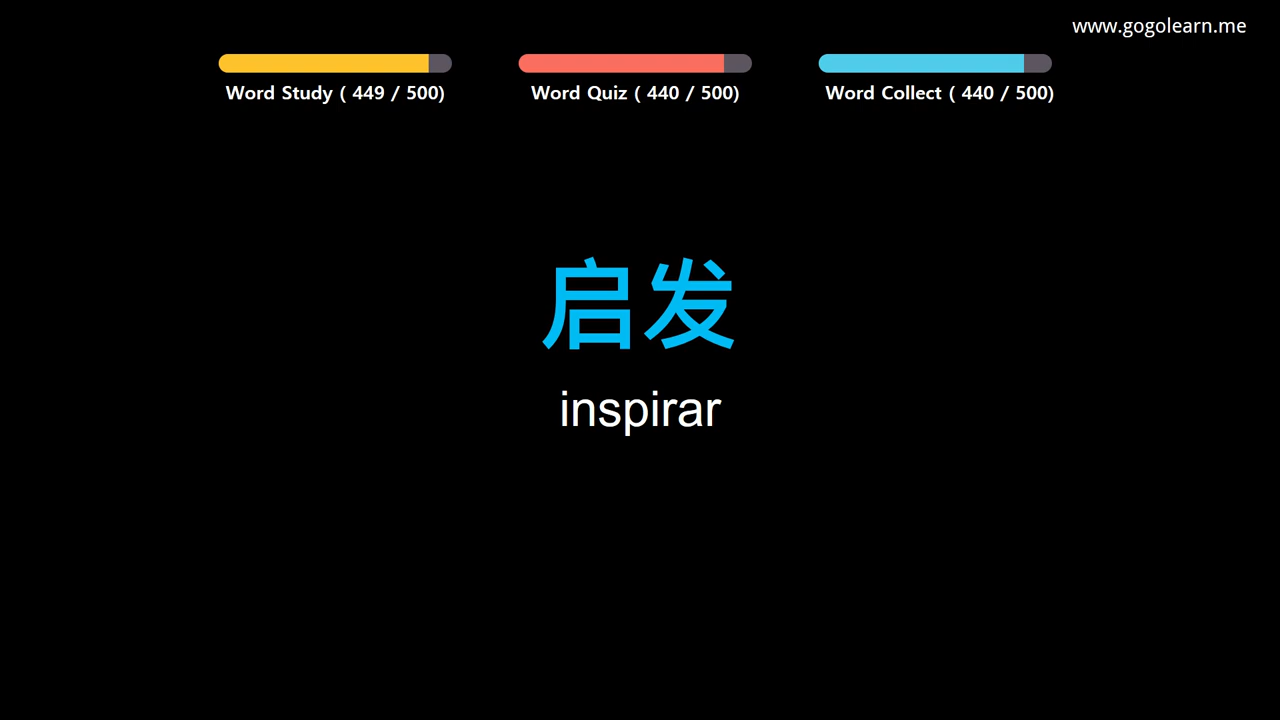 www.gogolearn.me
Word Study ( 449 / 500)
Word Quiz ( 440 / 500)
Word Collect ( 440 / 500)
启发
inspirar